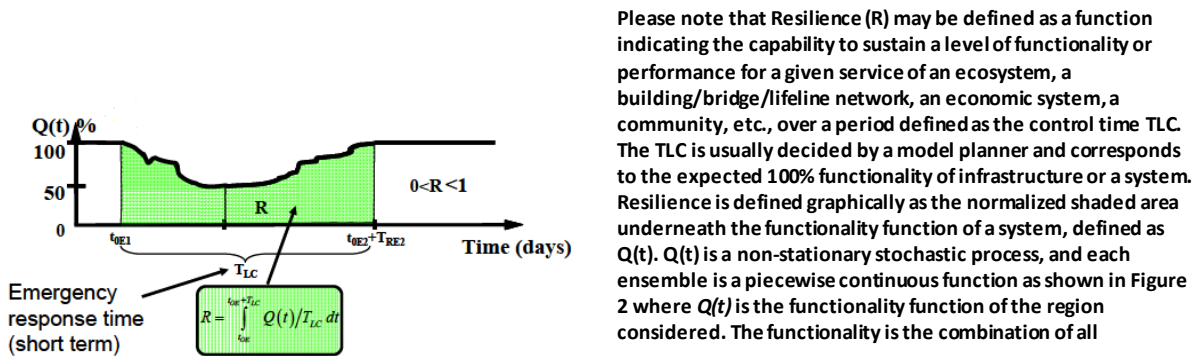 Q(t) %
100
50
0
R
0<R<1
t0E1
t0E2+TRE2
Time (days)
TLC
Emergency
response time
(short term)
tOE+TLC
R = ∫ Q(t)/TLC dt
tOE
Please note that Resilience (R) may be defined as a function
indicating the capability to sustain a level of functionality or
performance for a given service of an ecosystem, a
building/bridge/lifeline network, an economic system, a
community, etc., over a period defined as the control time TLC.
The TLC is usually decided by a model planner and corresponds
to the expected 100% functionality of infrastructure or a system.
Resilience is defined graphically as the normalized shaded area
underneath the functionality function of a system, defined as
Q(t). Q(t) is a non-stationary stochastic process, and each
ensemble is a piecewise continuous function as shown in Figure
2 where Q(t) is the functionality function of the region
considered. The functionality is the combination of all